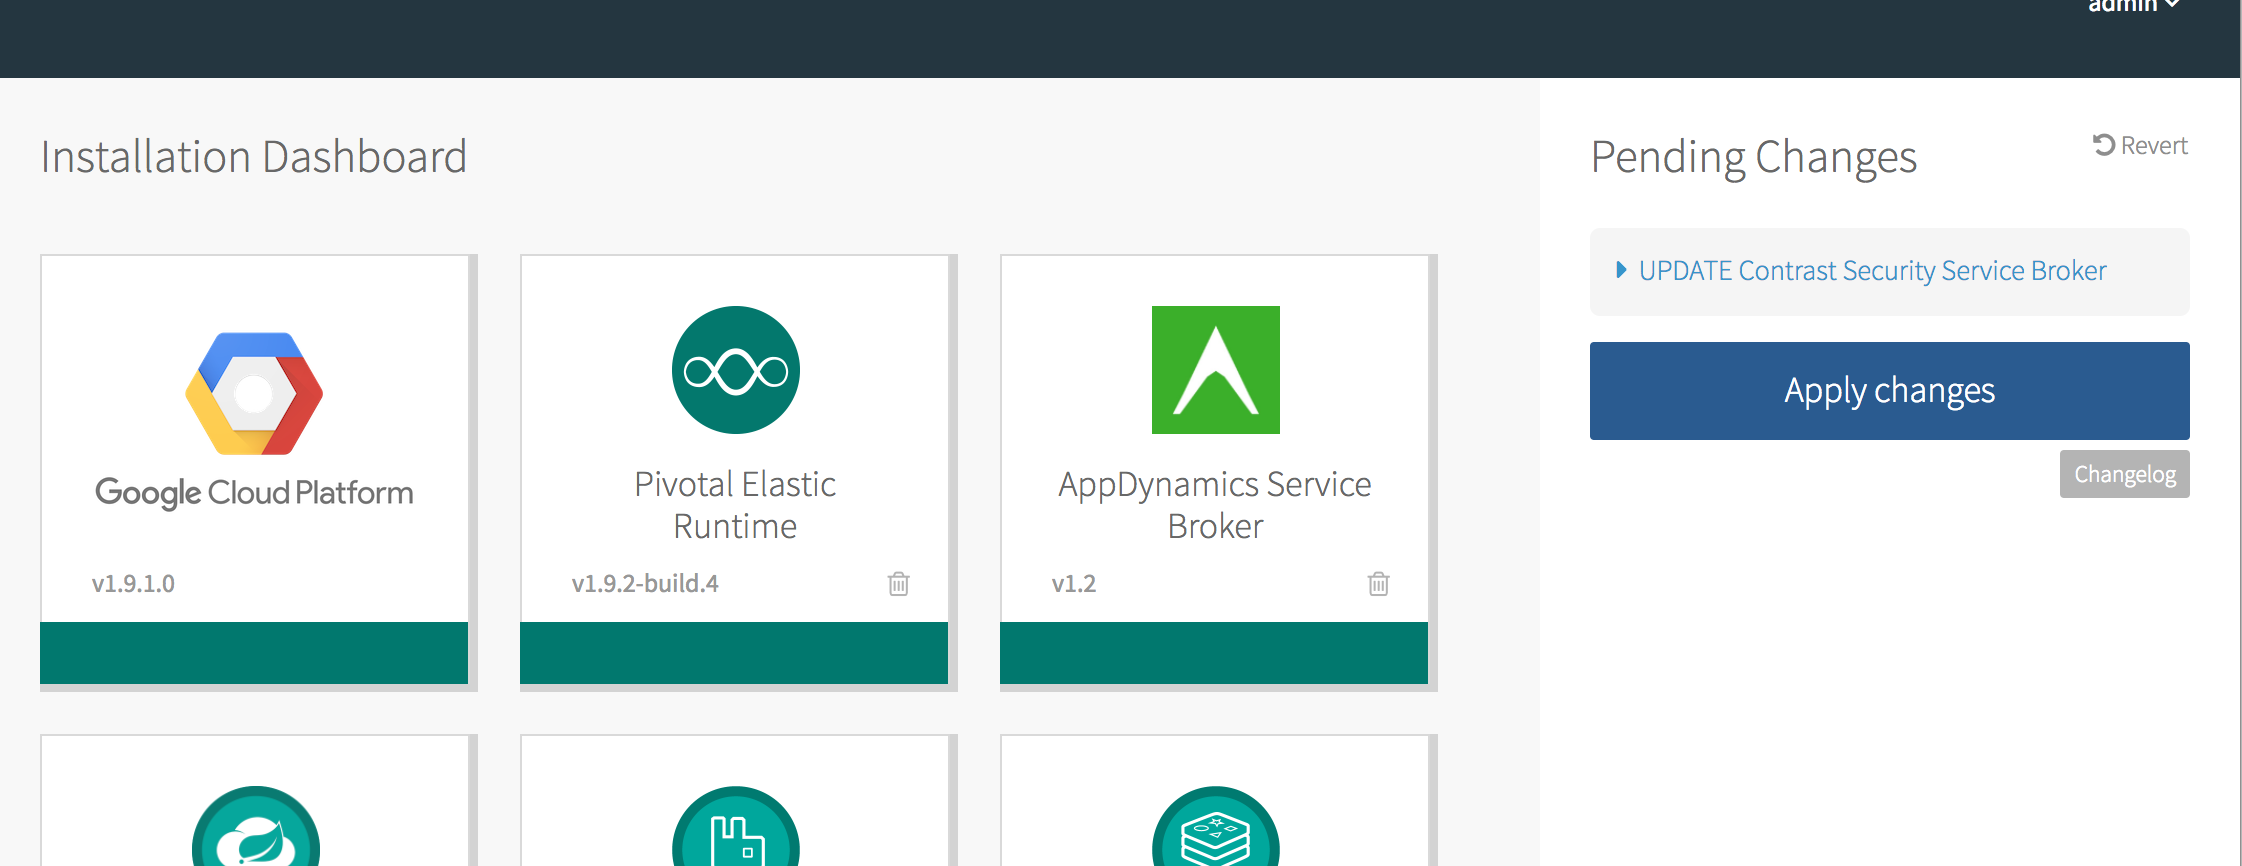 admin
Installation Dashboard
Pending Changes
Revert
UPDATE Contrast Security Service Broker
Apply changes
Changelog
Google Cloud Platform
v1.9.1.0
Pivotal Elastic
Runtime
v1.9.2-build.4
AppDynamics Service
Broker
v1.2